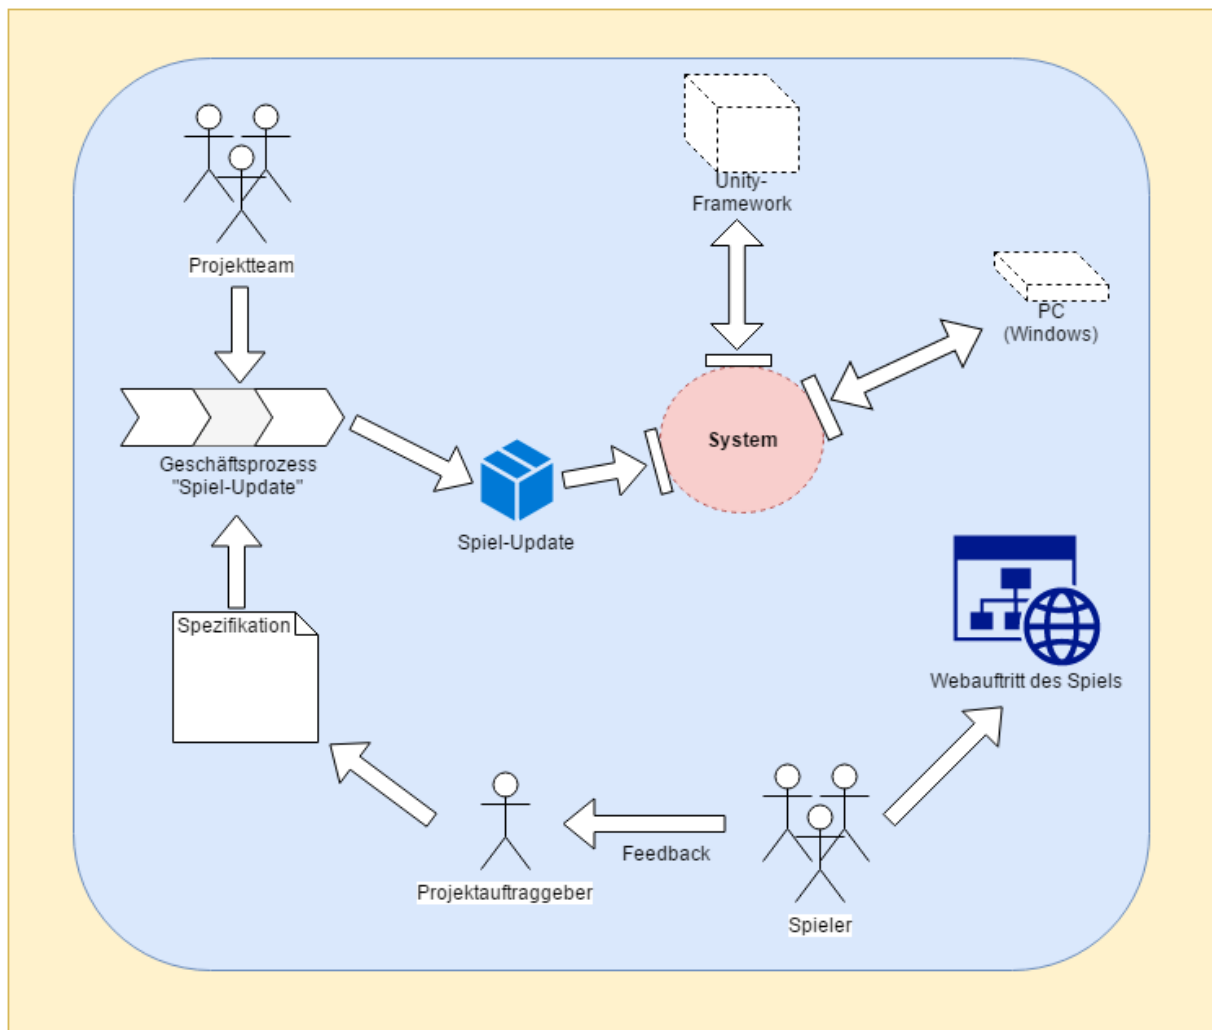 Unity-
Framework
Projektteam
PC
(Windows)
System
Geschäftsprozess
"Spiel-Update"
Spiel-Update
Spezifikation
Webauftritt des Spiels
Feedback
Projektauftraggeber
Spieler